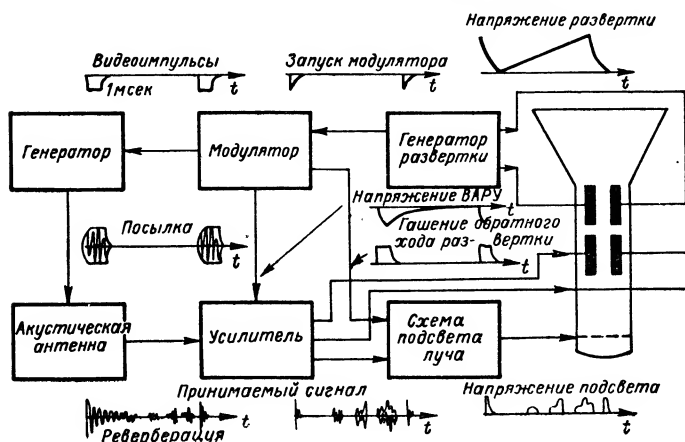 Напряжение развертки
Видеоимпульсы
1мсек
t
Запуск модулятора
t
t
Генератор
Модулятор
Генератор
развертки
Напряжение ВАРУ
t
Посылка
t
Гашение обратного
хода раз-
вертки
t
Акустическая
антенна
Усилитель
Схема
подсвета
луча
Принимаемый сигнал
Напряжение подсвета
t
t
t
Реверберация